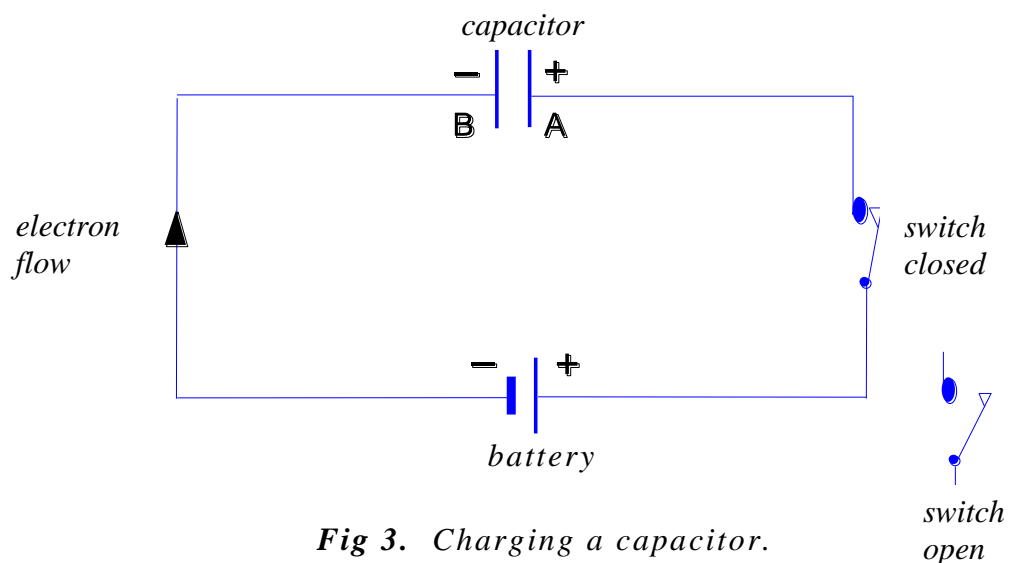 capacitor
− +
B A
electron
flow
switch
closed
− +
battery
switch
open
Fig 3. Charging a capacitor.